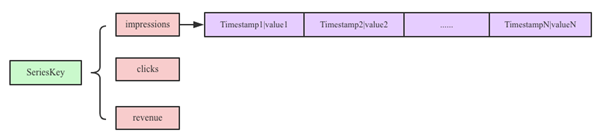 impressions
Timestamp1|value1
Timestamp2|value2
......
TimestampN|valueN
SeriesKey
clicks
revenue